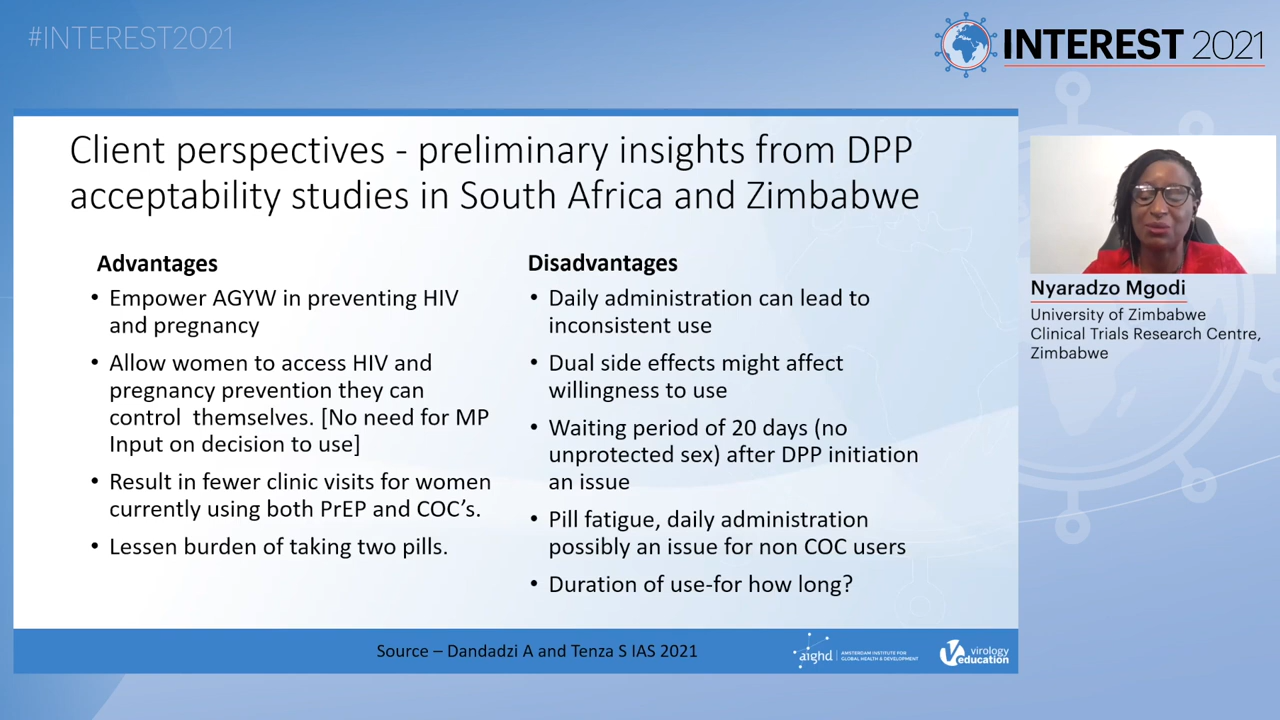 #INTEREST2021
INTEREST 2021
Client perspectives - preliminary insights from DPP
acceptability studies in South Africa and Zimbabwe
Advantages
• Empower AGYW in preventing HIV
and pregnancy
• Allow women to access HIV and
pregnancy prevention they can
control themselves. [No need for MP
Input on decision to use]
• Result in fewer clinic visits for women
currently using both PrEP and COC's.
• Lessen burden of taking two pills.
Disadvantages
• Daily administration can lead to
inconsistent use
• Dual side effects might affect
willingness to use
• Waiting period of 20 days (no
unprotected sex) after DPP initiation
an issue
• Pill fatigue, daily administration
possibly an issue for non COC users
• Duration of use-for how long?
Source – Dandadzi A and Tenza S IAS 2021
aighd
AMSTERDAM INSTITUTE FOR
GLOBAL HEALTH & DEVELOPMENT
virology
education
Nyaradzo Mgodi
University of Zimbabwe
Clinical Trials Research Centre,
Zimbabwe